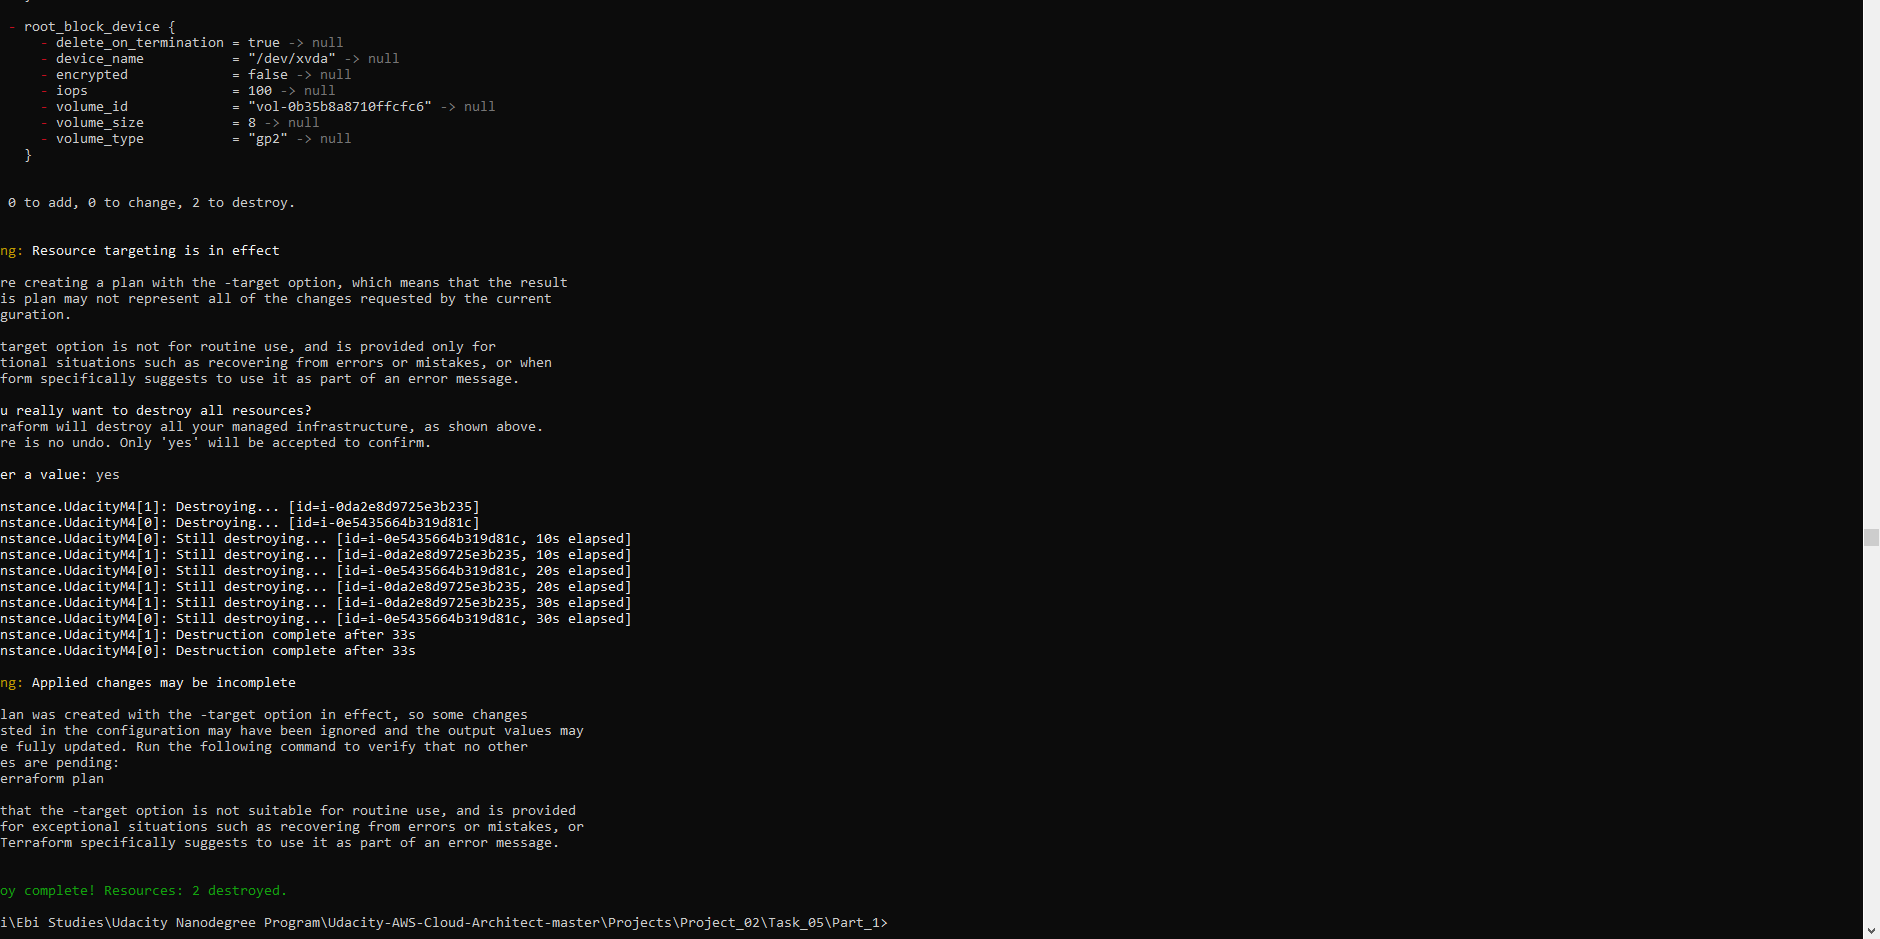 - root_block_device {
- delete_on_termination = true -> null
- device_name = "/dev/xvda" -> null
- encrypted = false -> null
- iops = 100 -> null
- volume_id = "vol-0b35b8a8710ffcfc6" -> null
- volume_size = 8 -> null
- volume_type = "gp2" -> null
}
0 to add, 0 to change, 2 to destroy.
ng: Resource targeting is in effect
re creating a plan with the -target option, which means that the result
is plan may not represent all of the changes requested by the current
guration.
target option is not for routine use, and is provided only for
tional situations such as recovering from errors or mistakes, or when
form specifically suggests to use it as part of an error message.
u really want to destroy all resources?
raform will destroy all your managed infrastructure, as shown above.
re is no undo. Only 'yes' will be accepted to confirm.
er a value: yes
nstance.UdacityM4[1]: Destroying... [id=i-0da2e8d9725e3b235]
nstance.UdacityM4[0]: Destroying... [id=i-0e5435664b319d81c]
nstance.UdacityM4[0]: Still destroying... [id=i-0e5435664b319d81c, 10s elapsed]
nstance.UdacityM4[1]: Still destroying... [id=i-0da2e8d9725e3b235, 10s elapsed]
nstance.UdacityM4[0]: Still destroying... [id=i-0e5435664b319d81c, 20s elapsed]
nstance.UdacityM4[1]: Still destroying... [id=i-0da2e8d9725e3b235, 20s elapsed]
nstance.UdacityM4[1]: Still destroying... [id=i-0da2e8d9725e3b235, 30s elapsed]
nstance.UdacityM4[0]: Still destroying... [id=i-0e5435664b319d81c, 30s elapsed]
nstance.UdacityM4[1]: Destruction complete after 33s
nstance.UdacityM4[0]: Destruction complete after 33s
ng: Applied changes may be incomplete
lan was created with the -target option in effect, so some changes
sted in the configuration may have been ignored and the output values may
e fully updated. Run the following command to verify that no other
es are pending:
erraform plan
that the -target option is not suitable for routine use, and is provided
for exceptional situations such as recovering from errors or mistakes, or
Terraform specifically suggests to use it as part of an error message.
oy complete! Resources: 2 destroyed.
i\Ebi Studies\Udacity Nanodegree Program\Udacity-AWS-Cloud-Architect-master\Projects\Project_02\Task_05\Part_1>